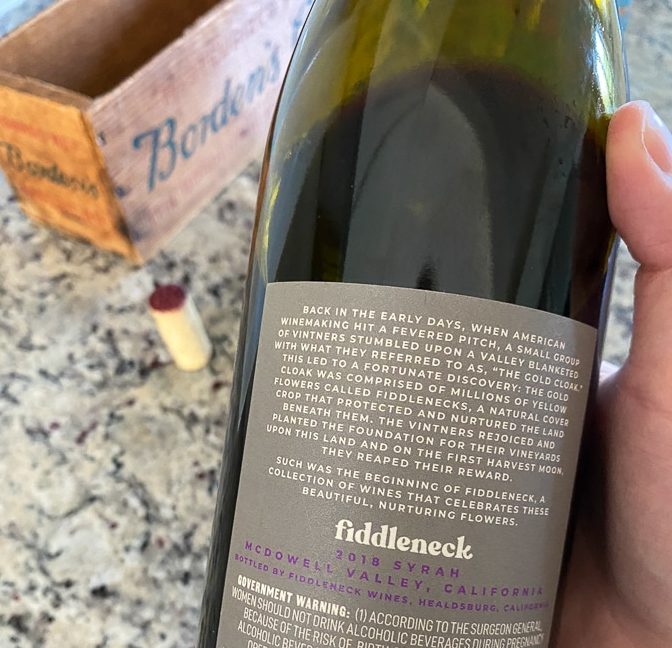 Borden's
Borden's
BACK IN THE EARLY DAYS, WHEN AMERICAN
WINEMAKING HIT A FEVERED PITCH, A SMALL GROUP
OF VINTNERS STUMBLED UPON A VALLEY BLANKETED
WITH WHAT THEY REFERRED TO AS, “THE GOLD CLOAK.”
THIS LED TO A FORTUNATE DISCOVERY: THE GOLD
CLOAK WAS COMPRISED OF MILLIONS OF YELLOW
FLOWERS CALLED FIDDLENECKS, A NATURAL COVER
CROP THAT PROTECTED AND NURTURED THE LAND
BENEATH THEM. THE VINTNERS REJOICED AND
PLANTED THE FOUNDATION FOR THEIR VINEYARDS
UPON THIS LAND AND ON THE FIRST HARVEST MOON,
THEY REAPED THEIR REWARD.
SUCH WAS THE BEGINNING OF FIDDLENECK, A
COLLECTION OF WINES THAT CELEBRATES THESE
BEAUTIFUL, NURTURING FLOWERS.
fiddleneck
2018 SYRAH
MCDOWELL VALLEY, CALIFORNIA
BOTTLED BY FIDDLENECK WINES, HEALDSBURG, CALIFORNIA
GOVERNMENT WARNING: (1) ACCORDING TO THE SURGEON GENERAL,
WOMEN SHOULD NOT DRINK ALCOHOLIC BEVERAGES DURING PREGNANCY
BECAUSE OF THE RISK OF BIRTH
ALCOHOLIC